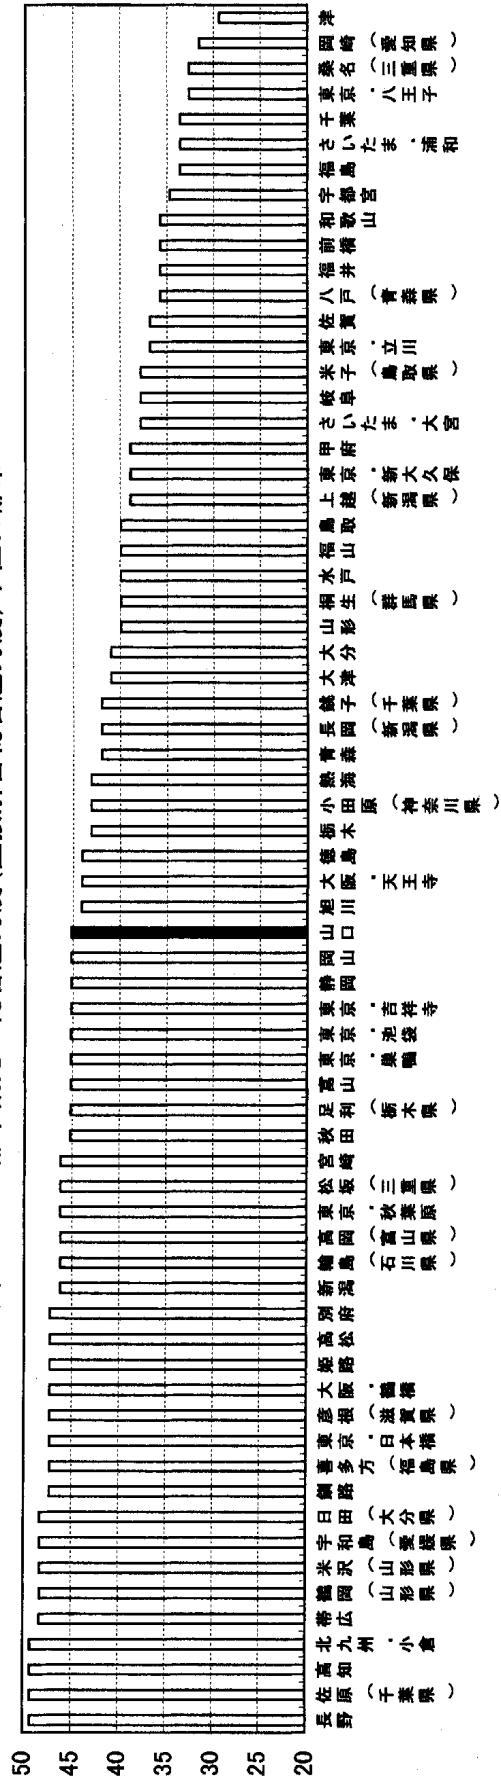 50
45
40
35
30
25
20
長野
佐原（千葉県）
高知
北九州・小倉
帯広
鶴岡（山形県）
米沢（山形県）
宇和島（愛媛県）
日田（大分県）
釧路
喜多方（福島県）
東京・日本橋
彦根（滋賀県）
大阪・鶴橋
姫路
高松
別府
新潟
輪島（石川県）
高岡（富山県）
東京・秋葉原
松坂（三重県）
宮崎
秋田
足利（栃木県）
富山
東京・巣鴨
東京・池袋
東京・吉祥寺
静岡
岡山
山口
旭川
大阪・天王寺
徳島
栃木
小田原（神奈川県）
熱海
青森
長岡（新潟県）
銚子（千葉県）
大津
大分
山形
桐生（群馬県）
水戸
福山
鳥取
上越（新潟県）
東京・新大久保
甲府
さいたま・大宮
岐阜
米子（鳥取県）
東京・立川
佐賀
八戸（青森県）
福井
前橋
和歌山
宇都宮
福島
さいたま・浦和
千葉
東京・八王子
桑名（三重県）
岡崎（愛知県）
津